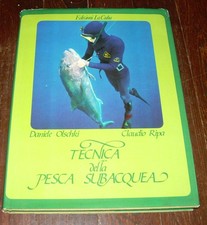 Edizioni La Cuba
Daniele Olschki Claudio Ripa
TECNICA
della
PESCA SUBACQUEA